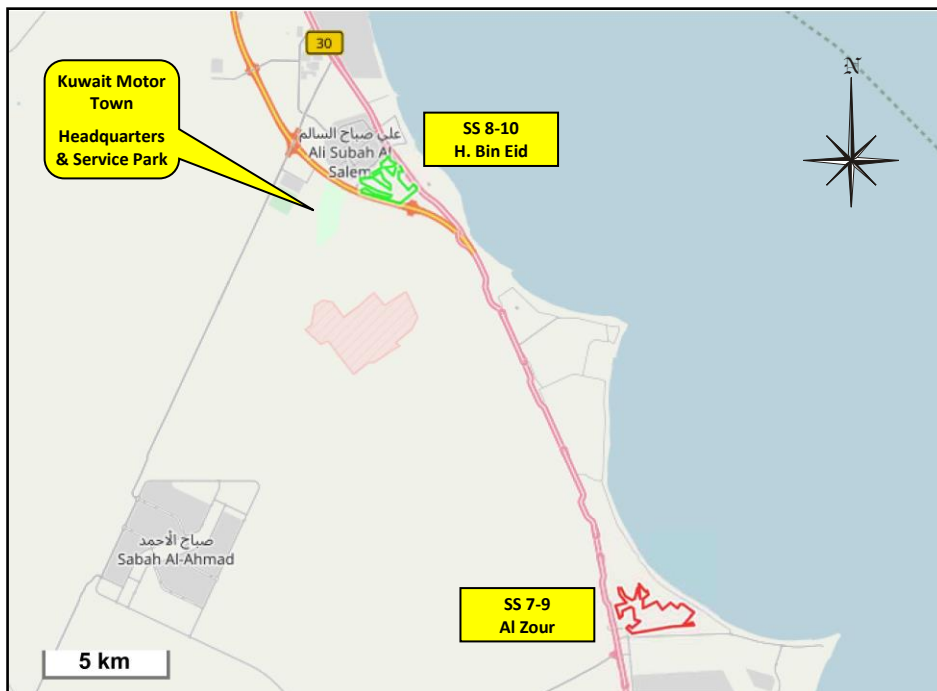 30
N
Kuwait Motor
Town
Headquarters
& Service Park
SS 8-10
H. Bin Eid
علي صباح السالم
Ali Subah Al
Salem
صباح الاحمد
Sabah Al-Ahmad
SS 7-9
Al Zour
5 km